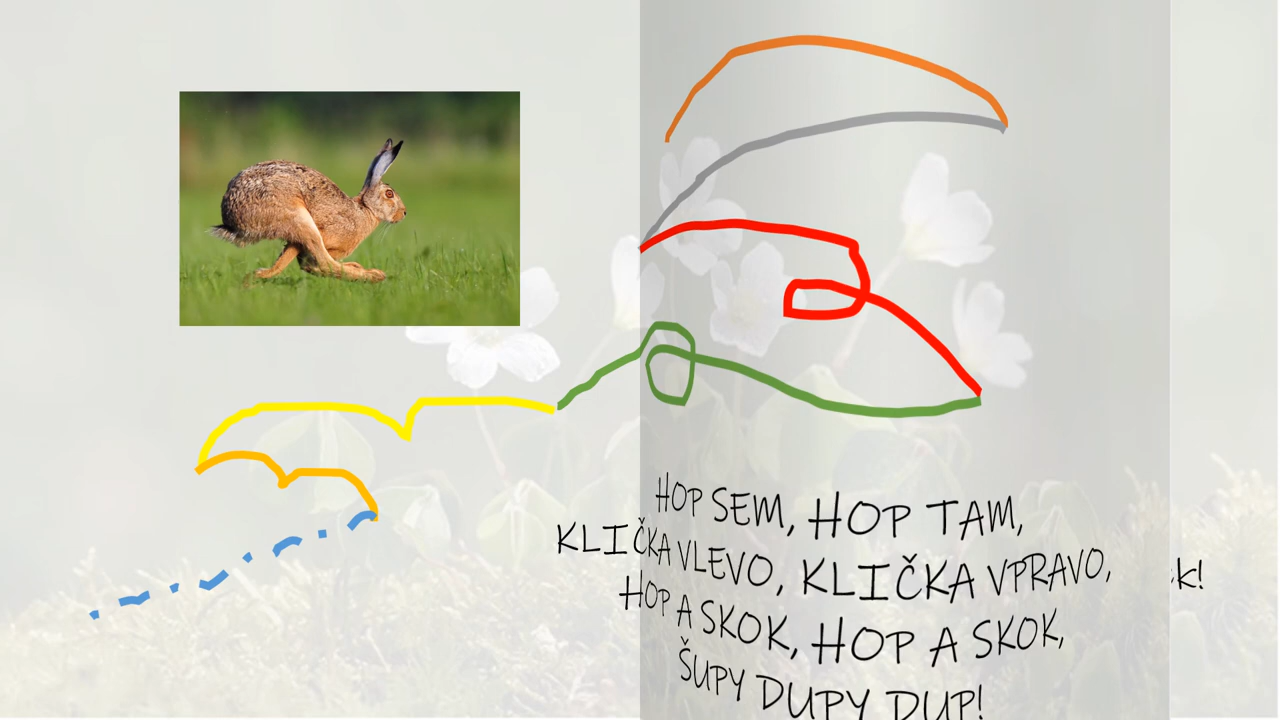 HOP SEM, HOP TAM,
KLIČKA VLEVO, KLIČKA VPRAVO,
HOP A SKOK, HOP A SKOK,
ŠUPY DUPY DUP!